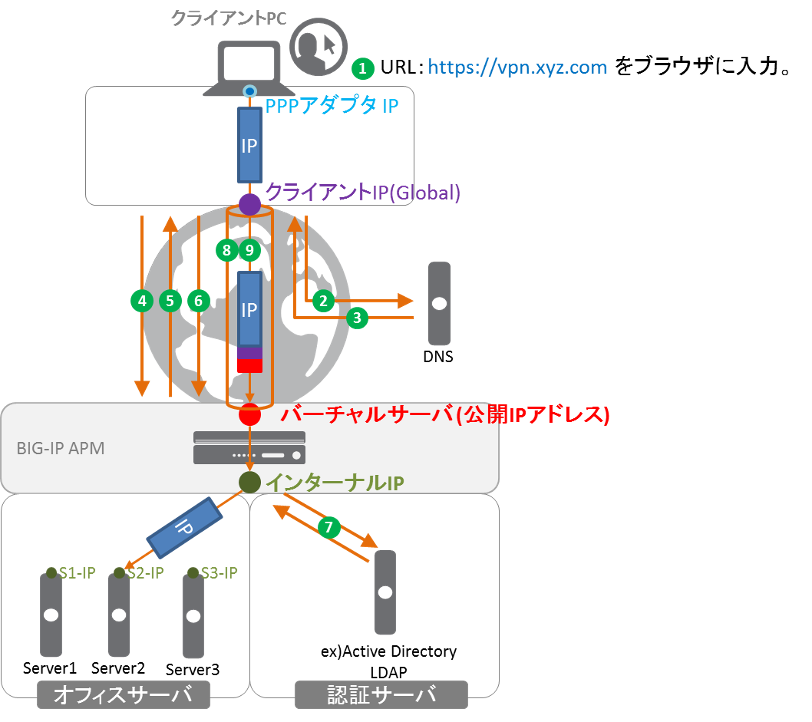 クライアントPC
1 URL：https://vpn.xyz.com をブラウザに入力。
PPPアダプタ IP
IP
クライアントIP(Global)
8 9
4 5 6
IP
2
3
DNS
バーチャルサーバ (公開IPアドレス)
BIG-IP APM
インターナルIP
IP
7
S1-IP S2-IP S3-IP
Server1 Server2 Server3
ex)Active Directory
LDAP
オフィスサーバ
認証サーバ